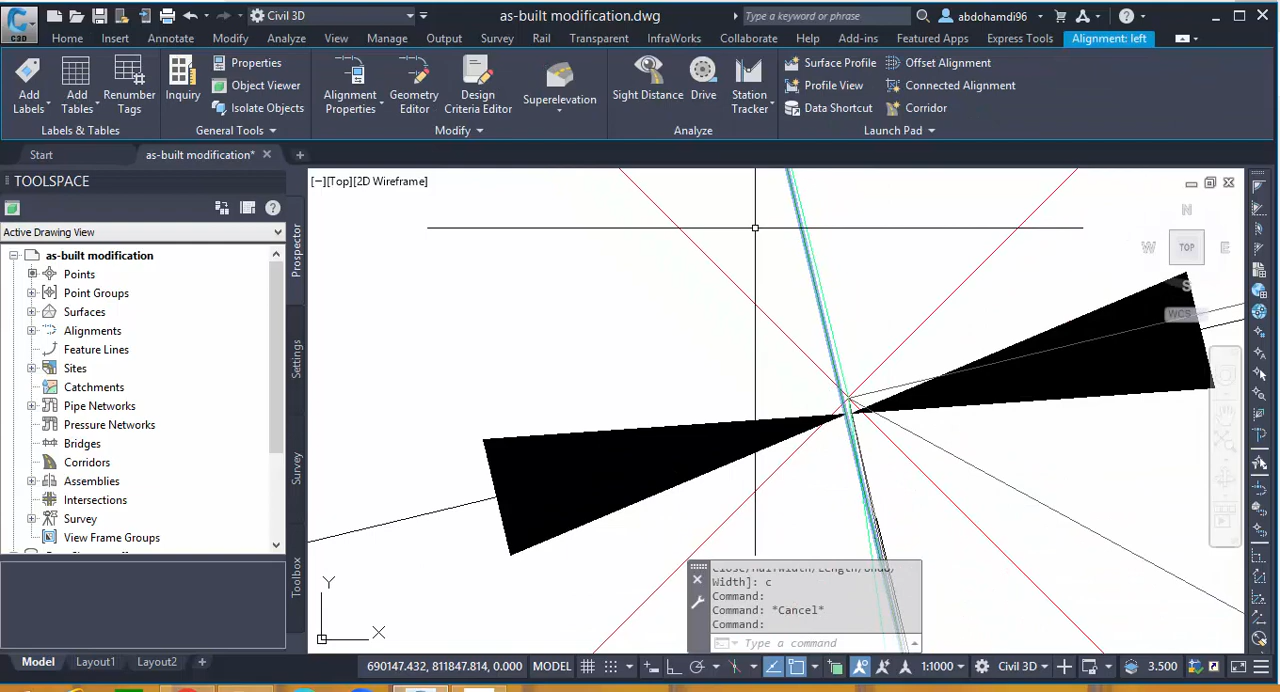 C3D
Civil 3D
as-built modification.dwg
Type a keyword or phrase
abdohamdi96
Home Insert Annotate Modify Analyze View Manage Output Survey Rail Transparent InfraWorks Collaborate Help Add-ins Featured Apps Express Tools Alignment: left
Add Labels
Add Tables
Renumber Tags
Inquiry
Properties
Object Viewer
Isolate Objects
Alignment Properties
Geometry Editor
Design Criteria Editor
Superelevation
Sight Distance
Drive
Station Tracker
Surface Profile
Profile View
Data Shortcut
Offset Alignment
Connected Alignment
Corridor
Labels & Tables
General Tools
Modify
Analyze
Launch Pad
Start
as-built modification*
TOOLSPACE
Active Drawing View
as-built modification
Points
Point Groups
Surfaces
Alignments
Feature Lines
Sites
Catchments
Pipe Networks
Pressure Networks
Bridges
Corridors
Assemblies
Intersections
Survey
View Frame Groups
Prospector
Settings
Survey
Toolbox
[−][Top][2D Wireframe]
N
W TOP E
S
WCS
Y
X
Close/Halfwidth/Length/Undo/
Width]: c
Command:
Command: *Cancel*
Command:
Type a command
Model Layout1 Layout2 +
690147.432, 811847.814, 0.000 MODEL
1:1000
Civil 3D
3.500